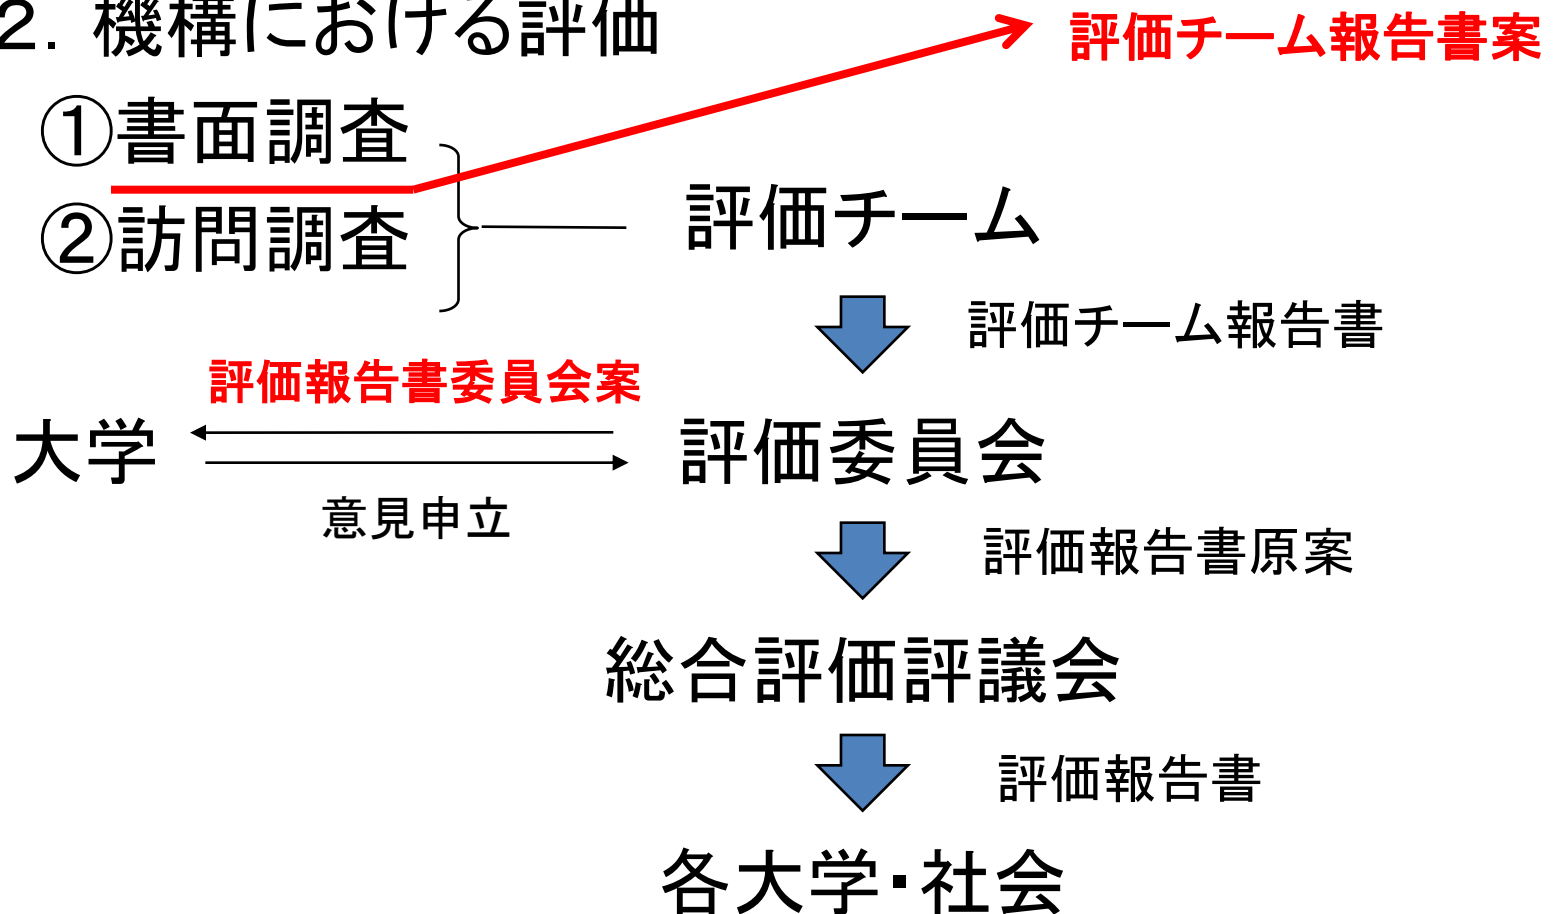 ２．機構における評価
評価チーム報告書案
①書面調査
②訪問調査
評価チーム
評価チーム報告書
評価報告書委員会案
大学
評価委員会
意見申立
評価報告書原案
総合評価評議会
評価報告書
各大学・社会